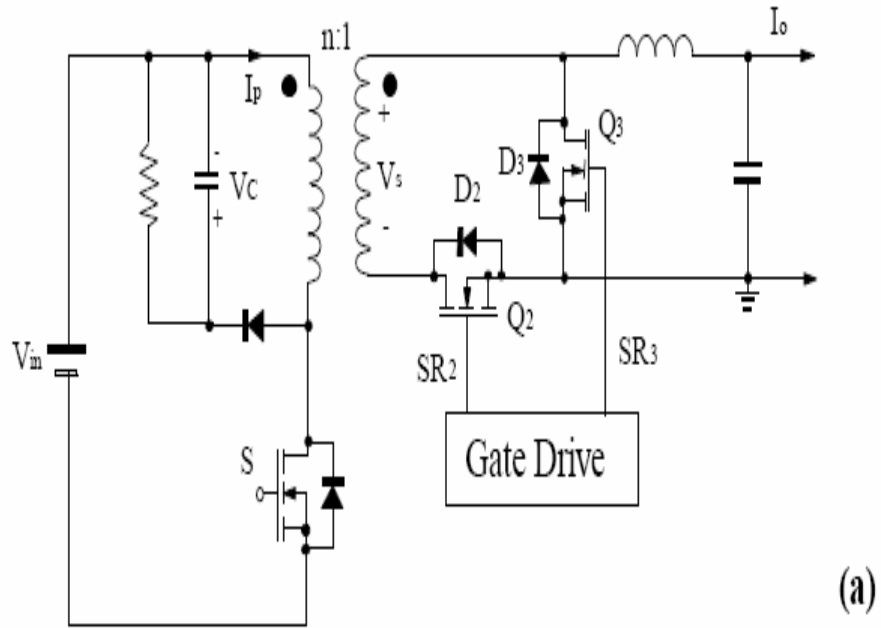 n:1
Io
Ip
-
VC
+
+
Vs
-
D2
D3
Q3
Q2
Vin
SR2
SR3
S
Gate Drive
(a)